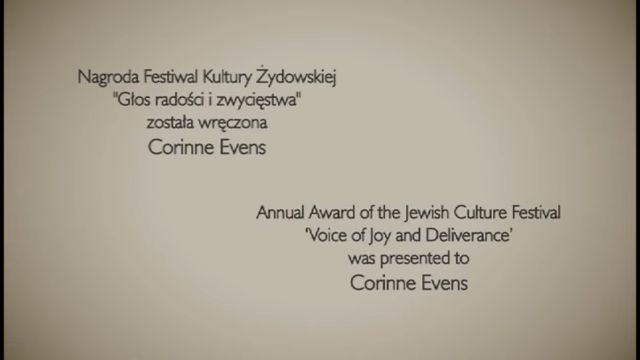 Nagroda Festiwal Kultury Żydowskiej
"Głos radości i zwycięstwa"
została wręczona
Corinne Evens
Annual Award of the Jewish Culture Festival
‘Voice of Joy and Deliverance’
was presented to
Corinne Evens